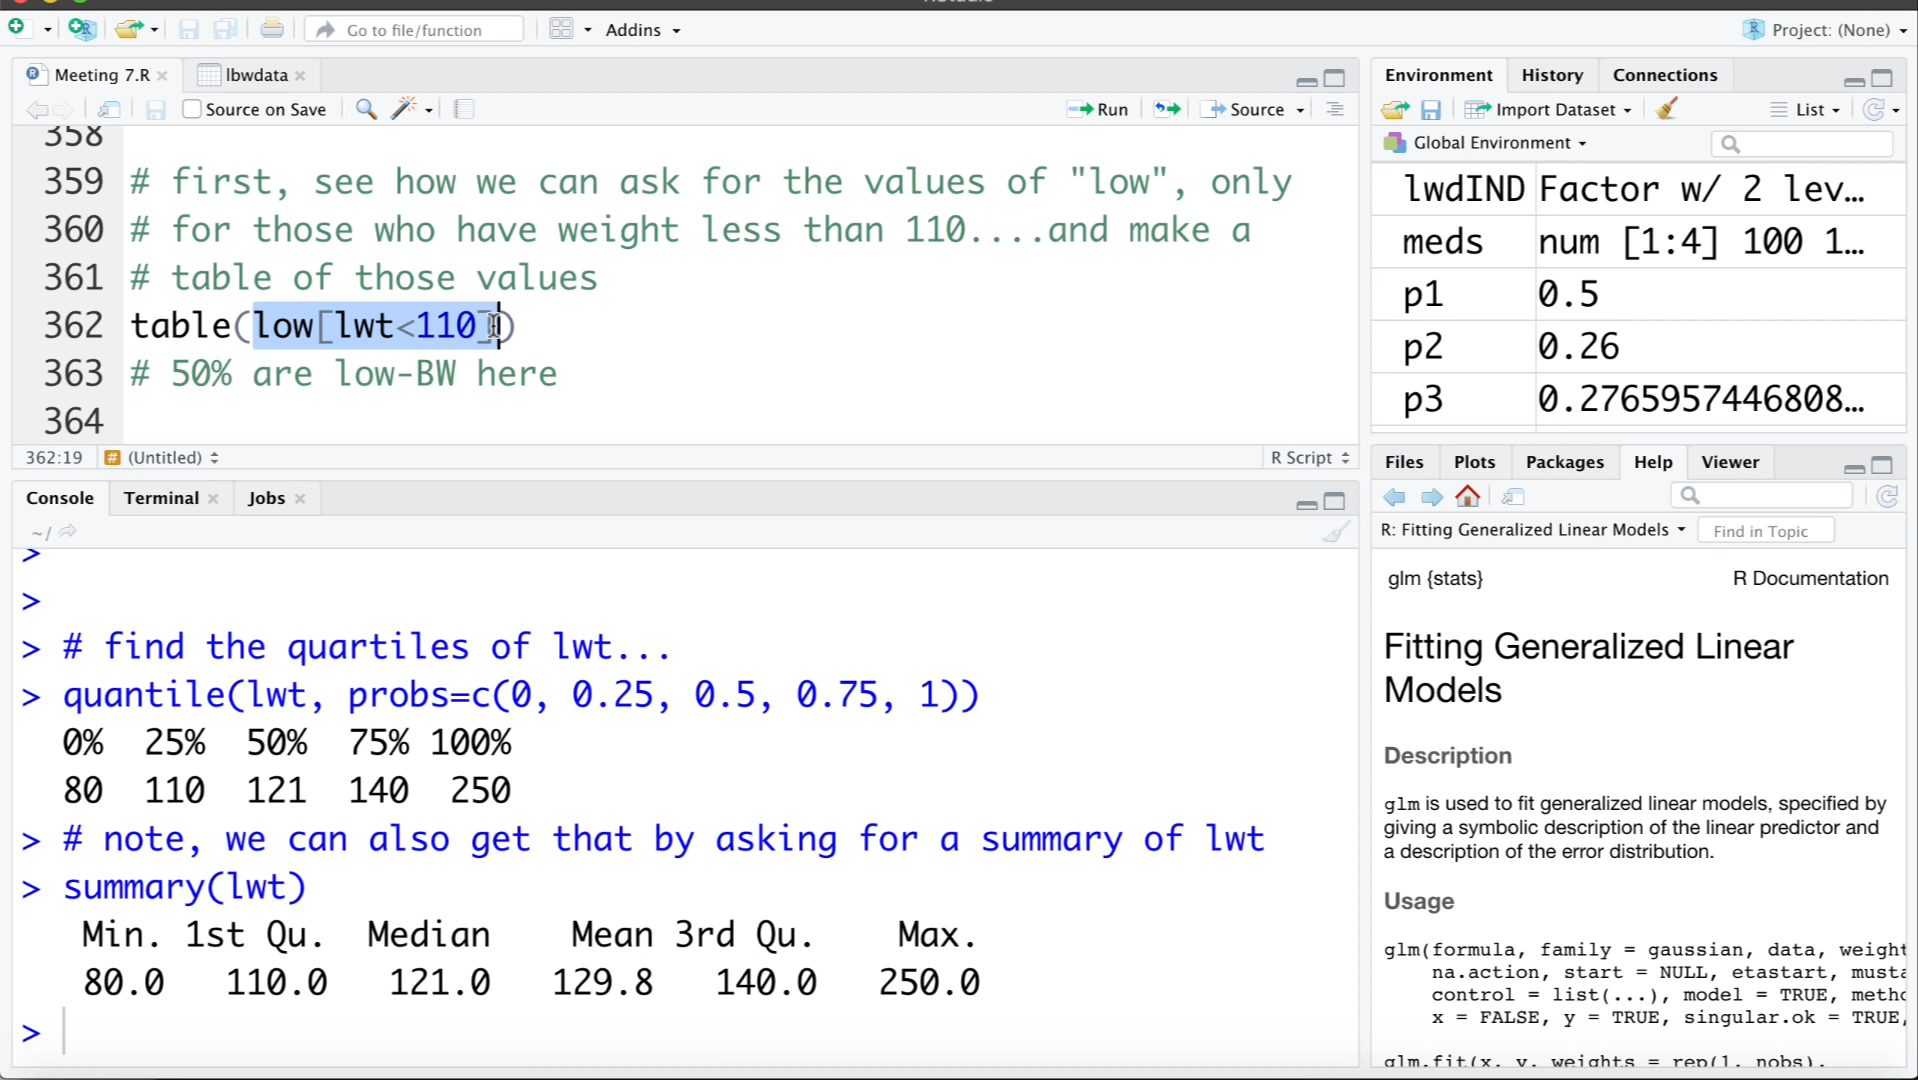 Go to file/function
Addins
Project: (None)
Meeting 7.R
lbwdata
Source on Save
Run
Source
358
359 # first, see how we can ask for the values of "low", only
360 # for those who have weight less than 110....and make a
361 # table of those values
362 table(low[lwt<110])
363 # 50% are low-BW here
364
362:19
# (Untitled)
R Script
Console
Terminal
Jobs
~/
>
>
> # find the quartiles of lwt...
> quantile(lwt, probs=c(0, 0.25, 0.5, 0.75, 1))
0% 25% 50% 75% 100%
80 110 121 140 250
> # note, we can also get that by asking for a summary of lwt
> summary(lwt)
Min. 1st Qu. Median Mean 3rd Qu. Max.
80.0 110.0 121.0 129.8 140.0 250.0
>
Environment
History
Connections
Import Dataset
List
Global Environment
lwdIND Factor w/ 2 lev…
meds num [1:4] 100 1…
p1 0.5
p2 0.26
p3 0.2765957446808…
Files
Plots
Packages
Help
Viewer
R: Fitting Generalized Linear Models
Find in Topic
glm {stats}
R Documentation
Fitting Generalized Linear
Models
Description
glm is used to fit generalized linear models, specified by
giving a symbolic description of the linear predictor and
a description of the error distribution.
Usage
glm(formula, family = gaussian, data, weight
na.action, start = NULL, etastart, musta
control = list(...), model = TRUE, metho
x = FALSE, y = TRUE, singular.ok = TRUE,
glm.fit(x, y, weights = rep(1, nobs),